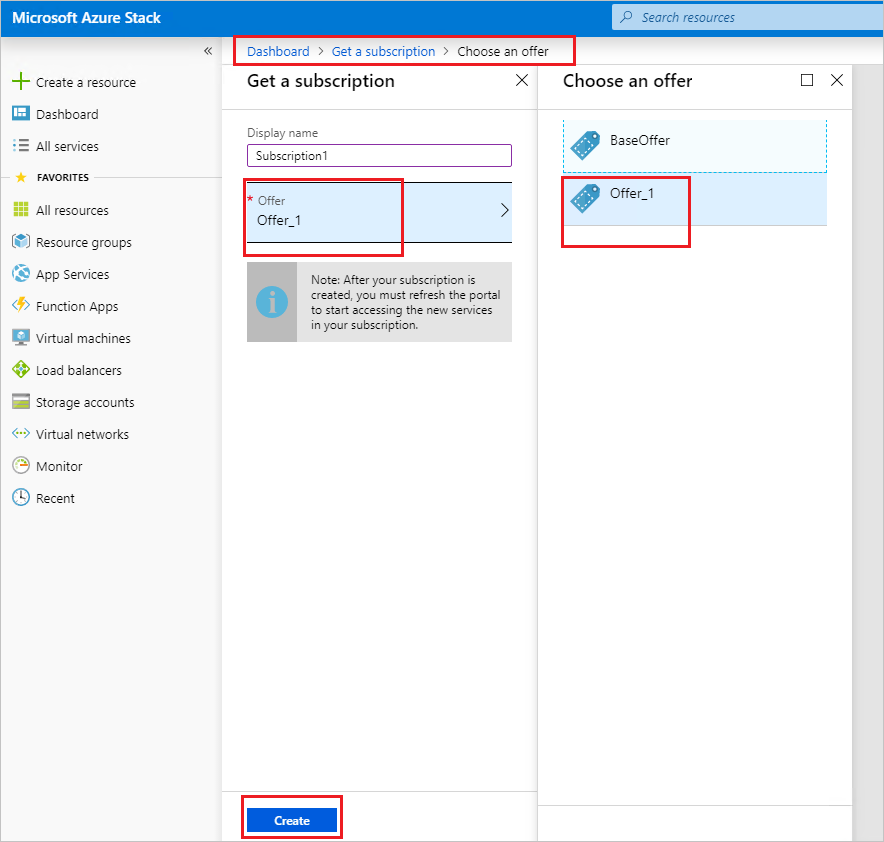 Microsoft Azure Stack
Search resources
«
Create a resource
Dashboard
All services
FAVORITES
All resources
Resource groups
App Services
Function Apps
Virtual machines
Load balancers
Storage accounts
Virtual networks
Monitor
Recent
Dashboard > Get a subscription > Choose an offer
Get a subscription
Display name
Subscription1
* Offer
Offer_1
Note: After your subscription is
created, you must refresh the portal
to start accessing the new services
in your subscription.
Create
Choose an offer
BaseOffer
Offer_1